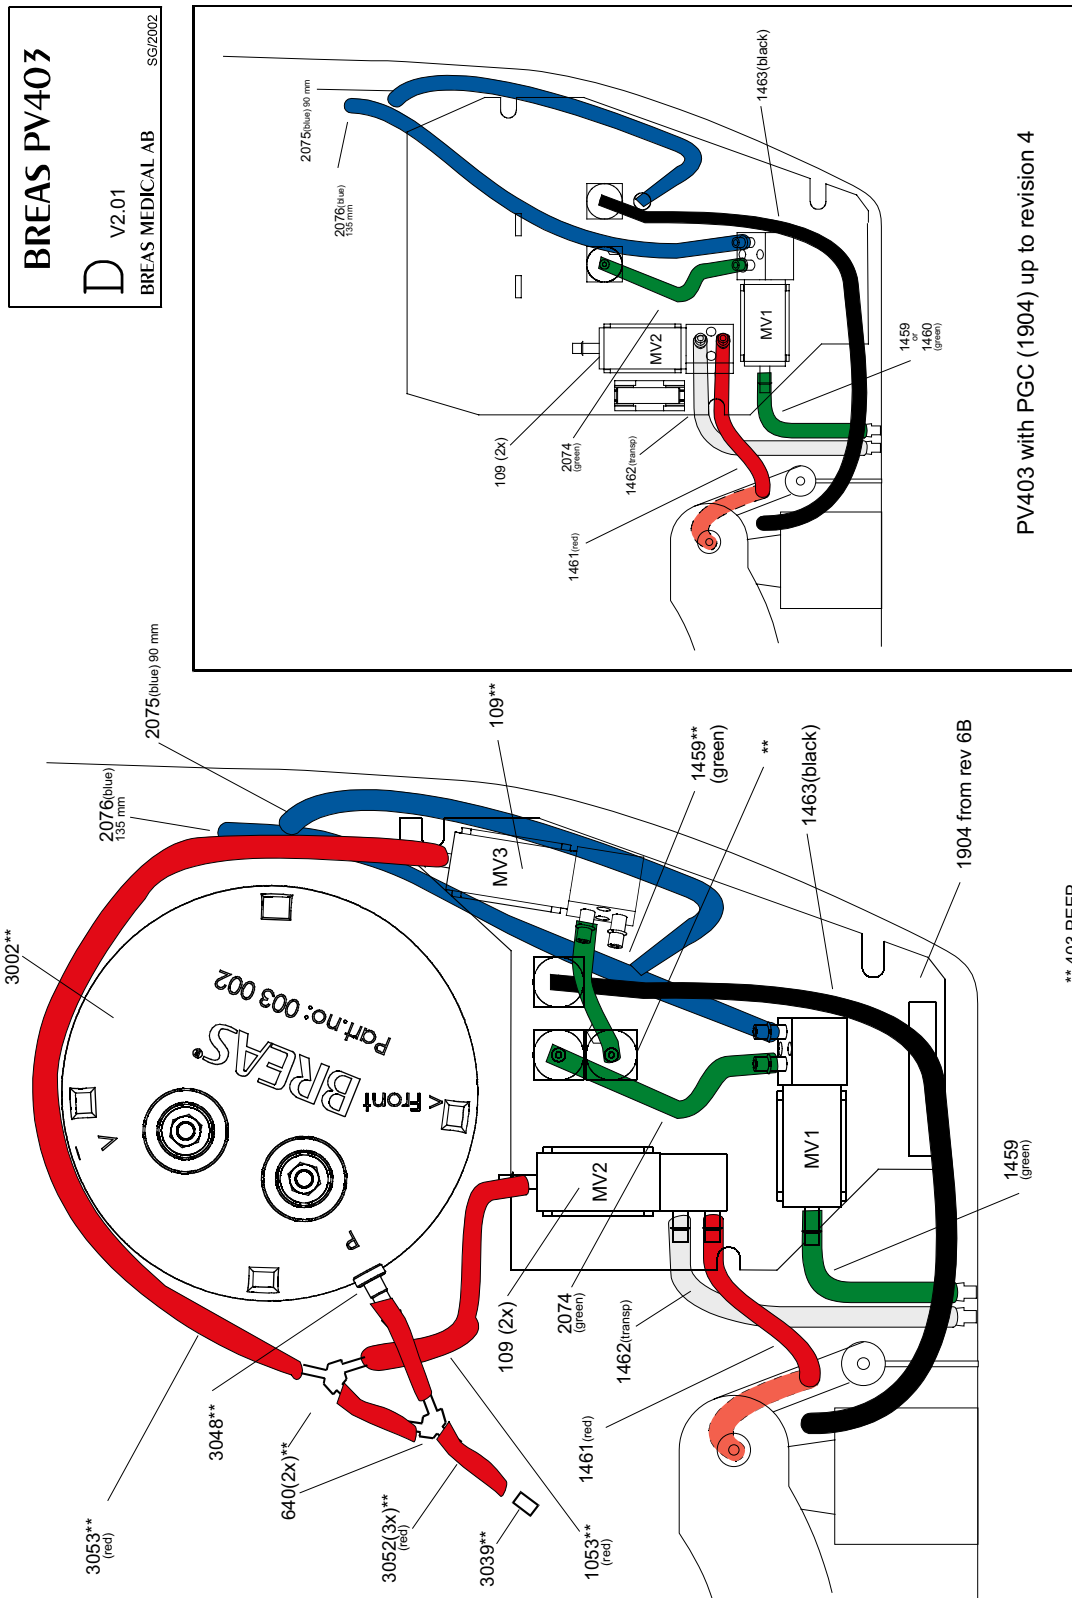 BREAS PV403
D V2.01
BREAS MEDICAL AB
SG/2002
2075(blue) 90 mm
2076(blue)
135 mm
1463(black)
MV2
MV1
109 (2x)
2074
(green)
1462(transp)
1461(red)
1459
or
1460
(green)
PV403 with PGC (1904) up to revision 4
2075(blue) 90 mm
2076(blue)
135 mm
3002**
109**
1459**
(green)
**
1463(black)
1904 from rev 6B
MV3
Part.no: 003 002
BREAS®
Front
P
MV2
MV1
1459
(green)
109 (2x)
2074
(green)
1462(transp)
1461(red)
3053**
(red)
3048**
640(2x)**
3052(3x)**
(red)
3039**
1053**
(red)
** 403 PEEP